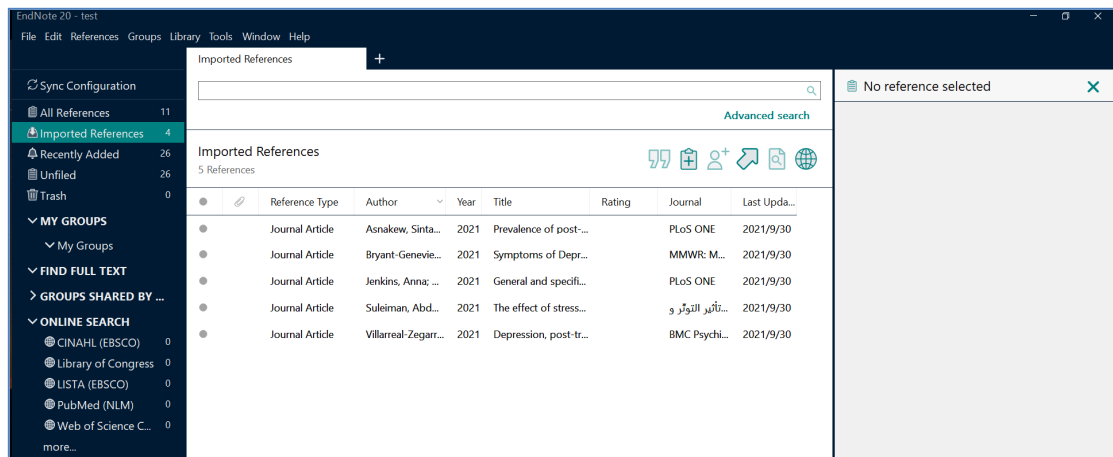 EndNote 20 - test
File Edit References Groups Library Tools Window Help
Imported References
Sync Configuration
All References 11
Imported References 4
Recently Added 26
Unfiled 26
Trash 0
MY GROUPS
My Groups
FIND FULL TEXT
GROUPS SHARED BY ...
ONLINE SEARCH
CINAHL (EBSCO) 0
Library of Congress 0
LISTA (EBSCO) 0
PubMed (NLM) 0
Web of Science C... 0
more...
Advanced search
Imported References
5 References
Reference Type Author Year Title Rating Journal Last Upda...
Journal Article Asnakew, Sinta... 2021 Prevalence of post-... PLoS ONE 2021/9/30
Journal Article Bryant-Genevie... 2021 Symptoms of Depr... MMWR: M... 2021/9/30
Journal Article Jenkins, Anna; ... 2021 General and specifi... PLoS ONE 2021/9/30
Journal Article Suleiman, Abd... 2021 The effect of stress... تأثير التوتّر و... 2021/9/30
Journal Article Villarreal-Zegarr... 2021 Depression, post-tr... BMC Psychi... 2021/9/30
No reference selected